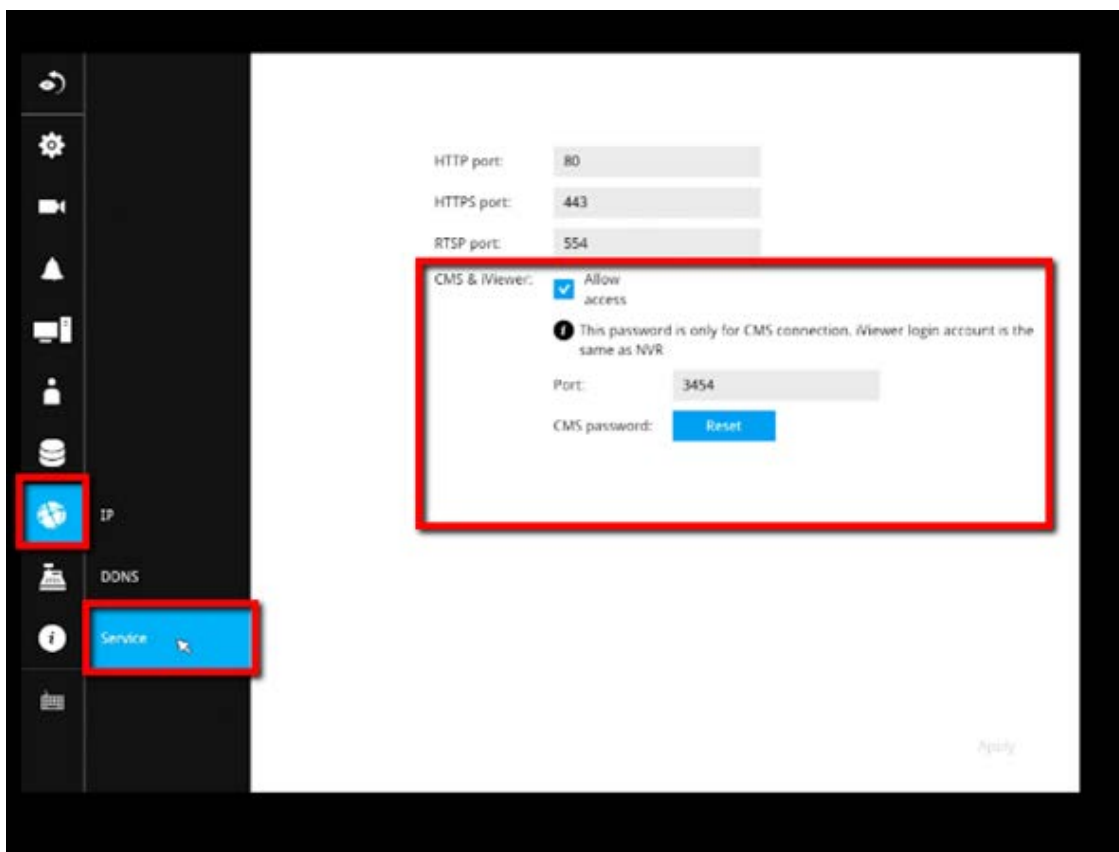 HTTP port: 80
HTTPS port: 443
RTSP port: 554
CMS & iViewer: Allow
access
This password is only for CMS connection. iViewer login account is the
same as NVR
Port: 3454
CMS password: Reset
IP
DDNS
Service
Apply